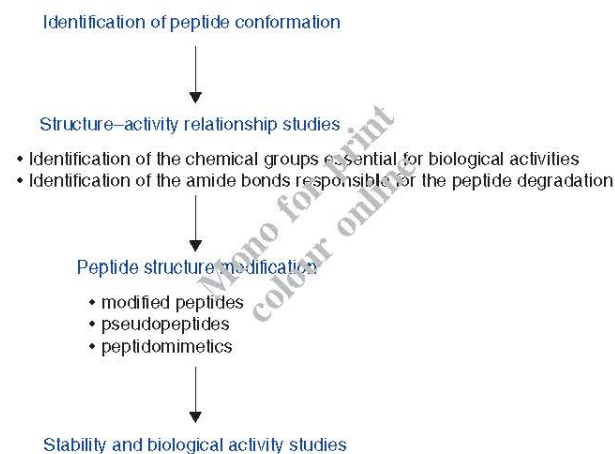 Identification of peptide conformation
Structure–activity relationship studies
• Identification of the chemical groups essential for biological activities
• Identification of the amide bonds responsible for the peptide degradation
Peptide structure modification
• modified peptides
• pseudopeptides
• peptidomimetics
Stability and biological activity studies
Mono for print
colour online